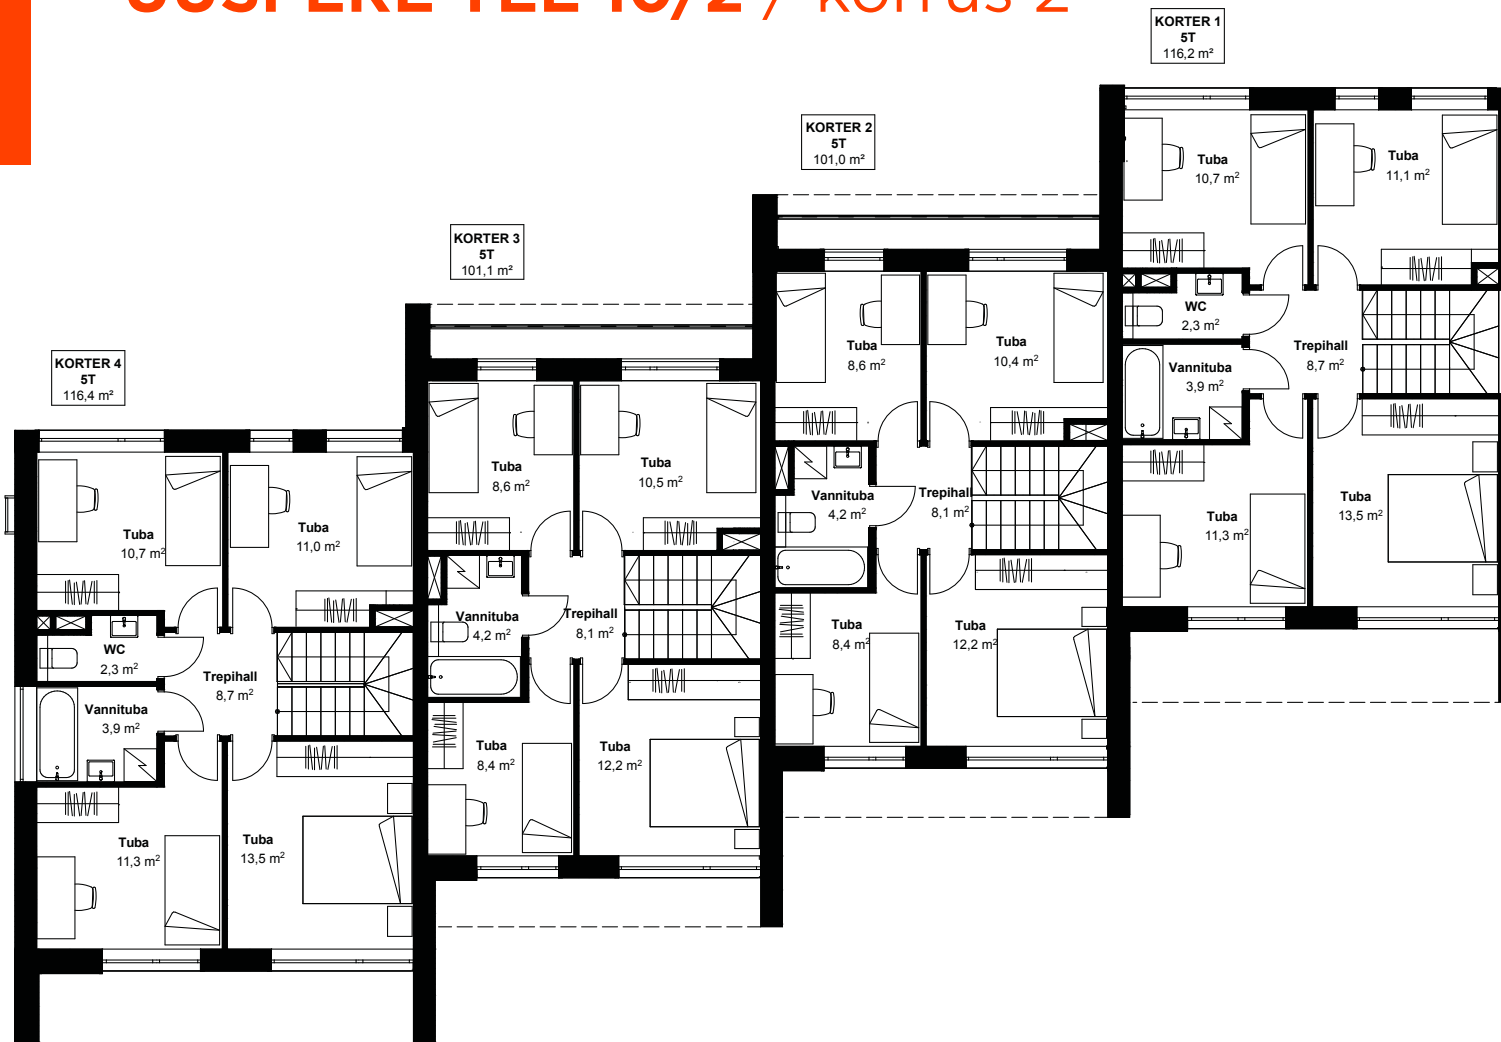 TEE / korrus 2
KORTER 1
5T
116,2 m²
Tuba
10,7 m²
Tuba
11,1 m²
WC
2,3 m²
Trepihall
8,7 m²
Vannituba
3,9 m²
Tuba
11,3 m²
Tuba
13,5 m²
KORTER 2
5T
101,0 m²
Tuba
8,6 m²
Tuba
10,4 m²
Vannituba
4,2 m²
Trepihall
8,1 m²
Tuba
8,4 m²
Tuba
12,2 m²
KORTER 3
5T
101,1 m²
Tuba
8,6 m²
Tuba
10,5 m²
Vannituba
4,2 m²
Trepihall
8,1 m²
Tuba
8,4 m²
Tuba
12,2 m²
KORTER 4
5T
116,4 m²
Tuba
10,7 m²
Tuba
11,0 m²
WC
2,3 m²
Trepihall
8,7 m²
Vannituba
3,9 m²
Tuba
11,3 m²
Tuba
13,5 m²